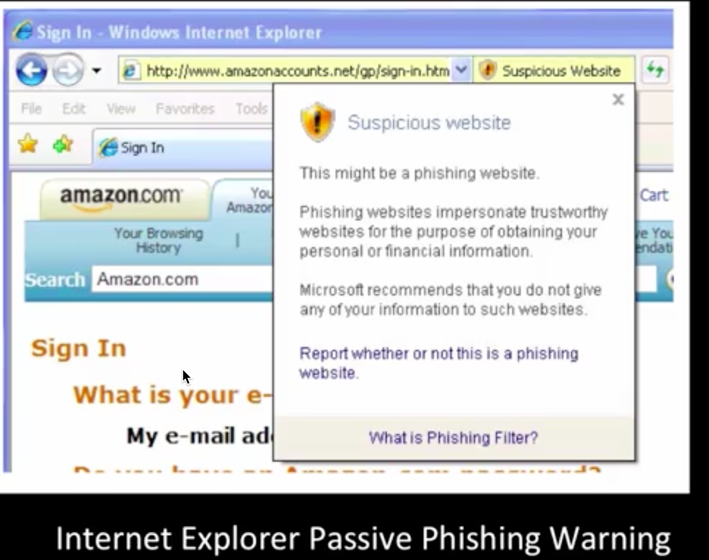 Sign In - Windows Internet Explorer
http://www.amazonaccounts.net/gp/sign-in.htm
Suspicious Website
File Edit View Favorites Tools
Sign In
Suspicious website
This might be a phishing website.
Phishing websites impersonate trustworthy
websites for the purpose of obtaining your
personal or financial information.
Microsoft recommends that you do not give
any of your information to such websites.
Report whether or not this is a phishing
website.
What is Phishing Filter?
amazon.com
You
Amazon
Cart
Your Browsing
History
|
ve You
endati
Search Amazon.com
Sign In
What is your e-
My e-mail add
Do you have an Amazon.com password?
Internet Explorer Passive Phishing Warning